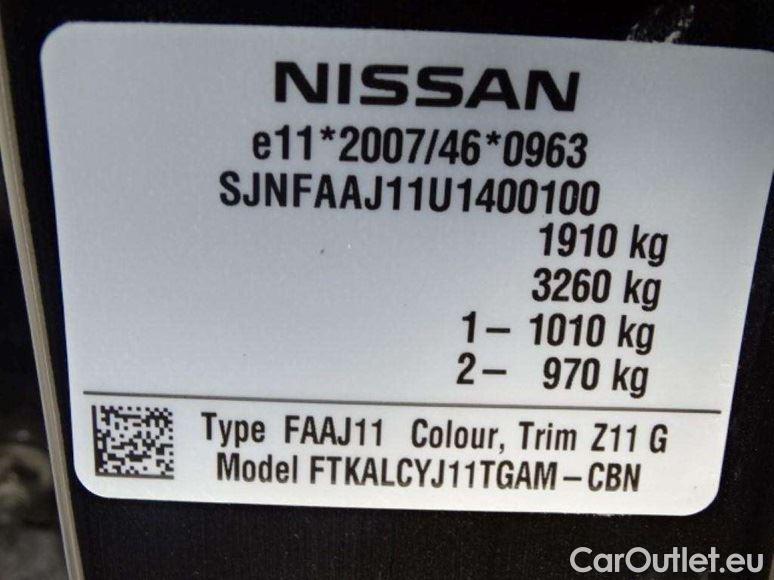 NISSAN
e11*2007/46*0963
SJNFAAJ11U1400100
1910 kg
3260 kg
1– 1010 kg
2– 970 kg
Type FAAJ11 Colour, Trim Z11 G
Model FTKALCYJ11TGAM–CBN
CarOutlet.eu